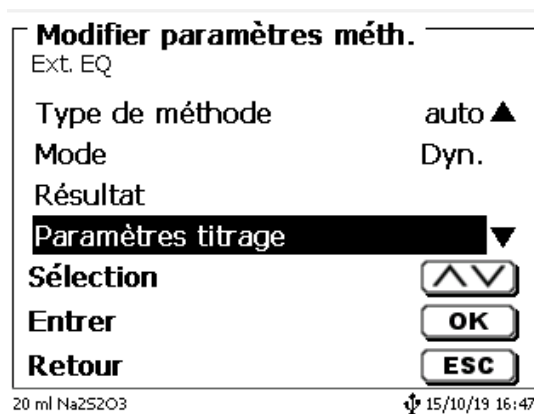 Modifier paramètres méth.
Ext. EQ
Type de méthode auto
Mode Dyn.
Résultat
Paramètres titrage
Sélection
Entrer OK
Retour ESC
20 ml Na2S2O3 15/10/19 16:47